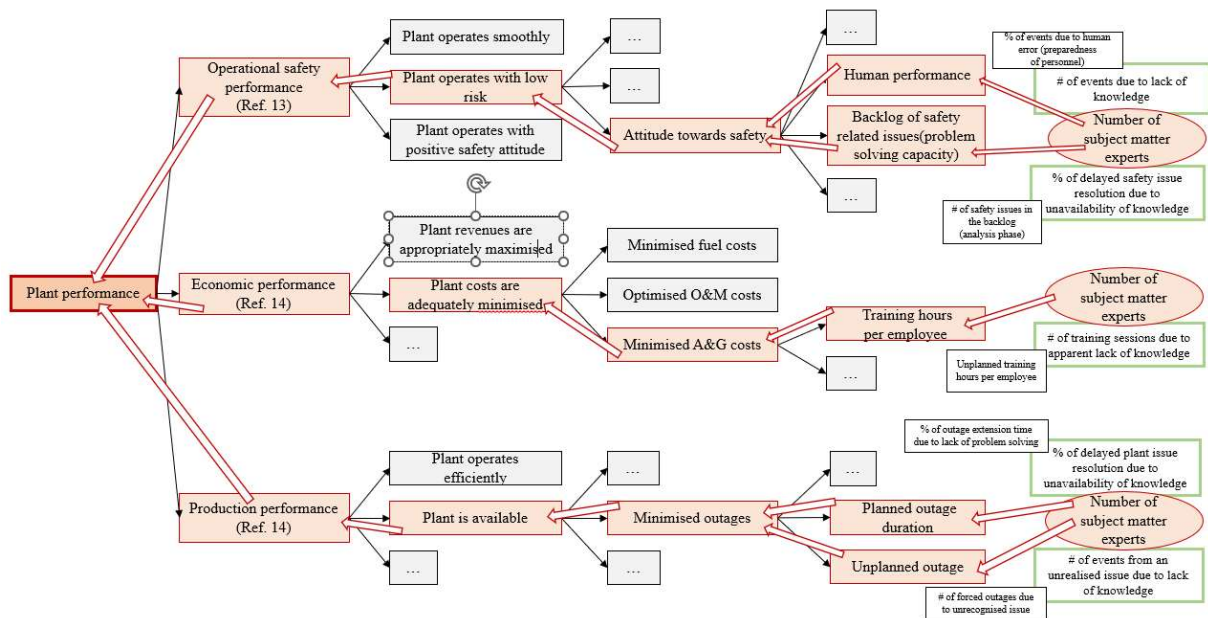 Plant performance
Operational safety
performance
(Ref. 13)
Economic performance
(Ref. 14)
Production performance
(Ref. 14)
Plant operates smoothly
Plant operates with low
risk
Plant operates with
positive safety attitude
Plant revenues are
appropriately maximised
Plant costs are
adequately minimised
...
Plant operates
efficiently
Plant is available
...
...
...
Attitude towards safety
Minimised fuel costs
Optimised O&M costs
Minimised A&G costs
...
Minimised outages
...
...
Human performance
Backlog of safety
related issues(problem
solving capacity)
...
Training hours
per employee
...
...
Planned outage
duration
Unplanned outage
% of events due to human
error (preparedness
of personnel)
# of events due to lack of
knowledge
Number of
subject matter
experts
% of delayed safety issue
resolution due to
unavailability of knowledge
# of safety issues in
the backlog
(analysis phase)
Number of
subject matter
experts
# of training sessions due to
apparent lack of knowledge
Unplanned training
hours per employee
% of outage extension time
due to lack of problem solving
% of delayed plant issue
resolution due to
unavailability of knowledge
Number of
subject matter
experts
# of events from an
unrealised issue due to lack
of knowledge
# of forced outages due
to unrecognised issue